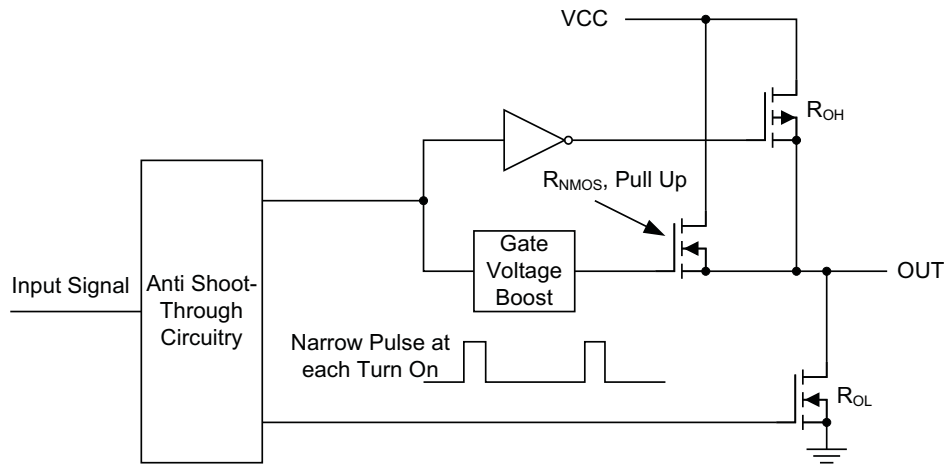 VCC
ROH
RNMOS, Pull Up
Gate
Voltage
Boost
OUT
Input Signal
Anti Shoot-
Through
Circuitry
Narrow Pulse at
each Turn On
ROL